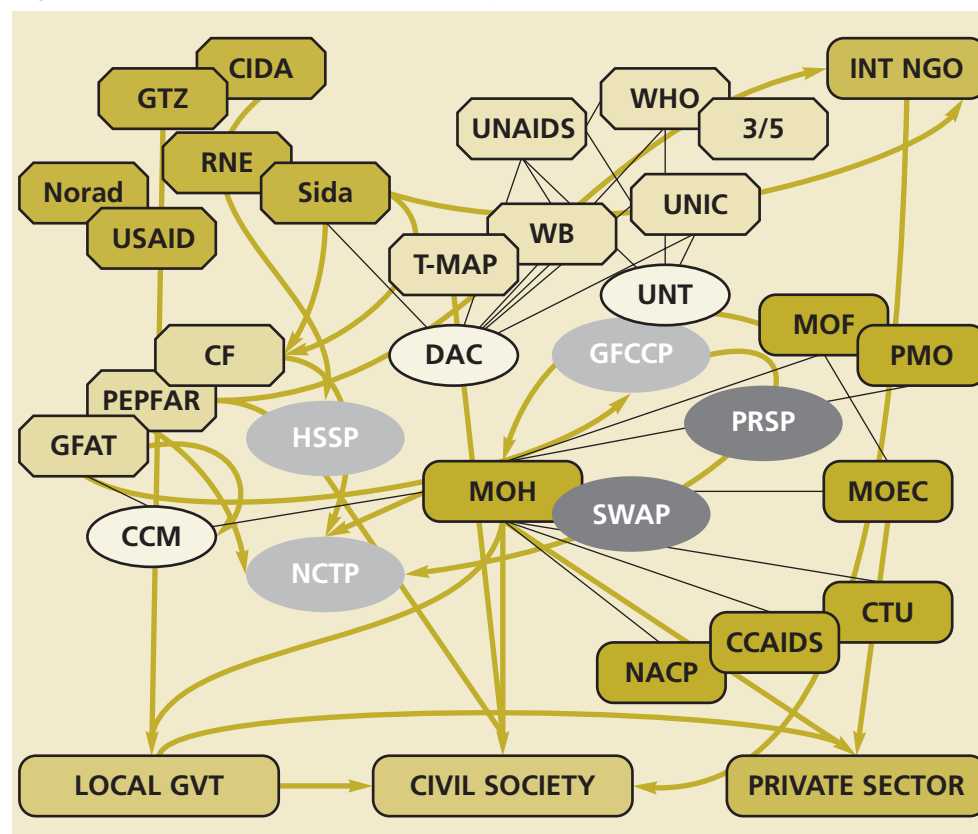 CIDA
INT NGO
GTZ
WHO
UNAIDS
3/5
RNE
Norad
Sida
UNIC
USAID
WB
T-MAP
UNT
MOF
CF
DAC
GFCCP
PMO
PEPFAR
HSSP
PRSP
GFAT
MOH
MOEC
CCM
SWAP
NCTP
CTU
CCAIDS
NACP
LOCAL GVT
CIVIL SOCIETY
PRIVATE SECTOR